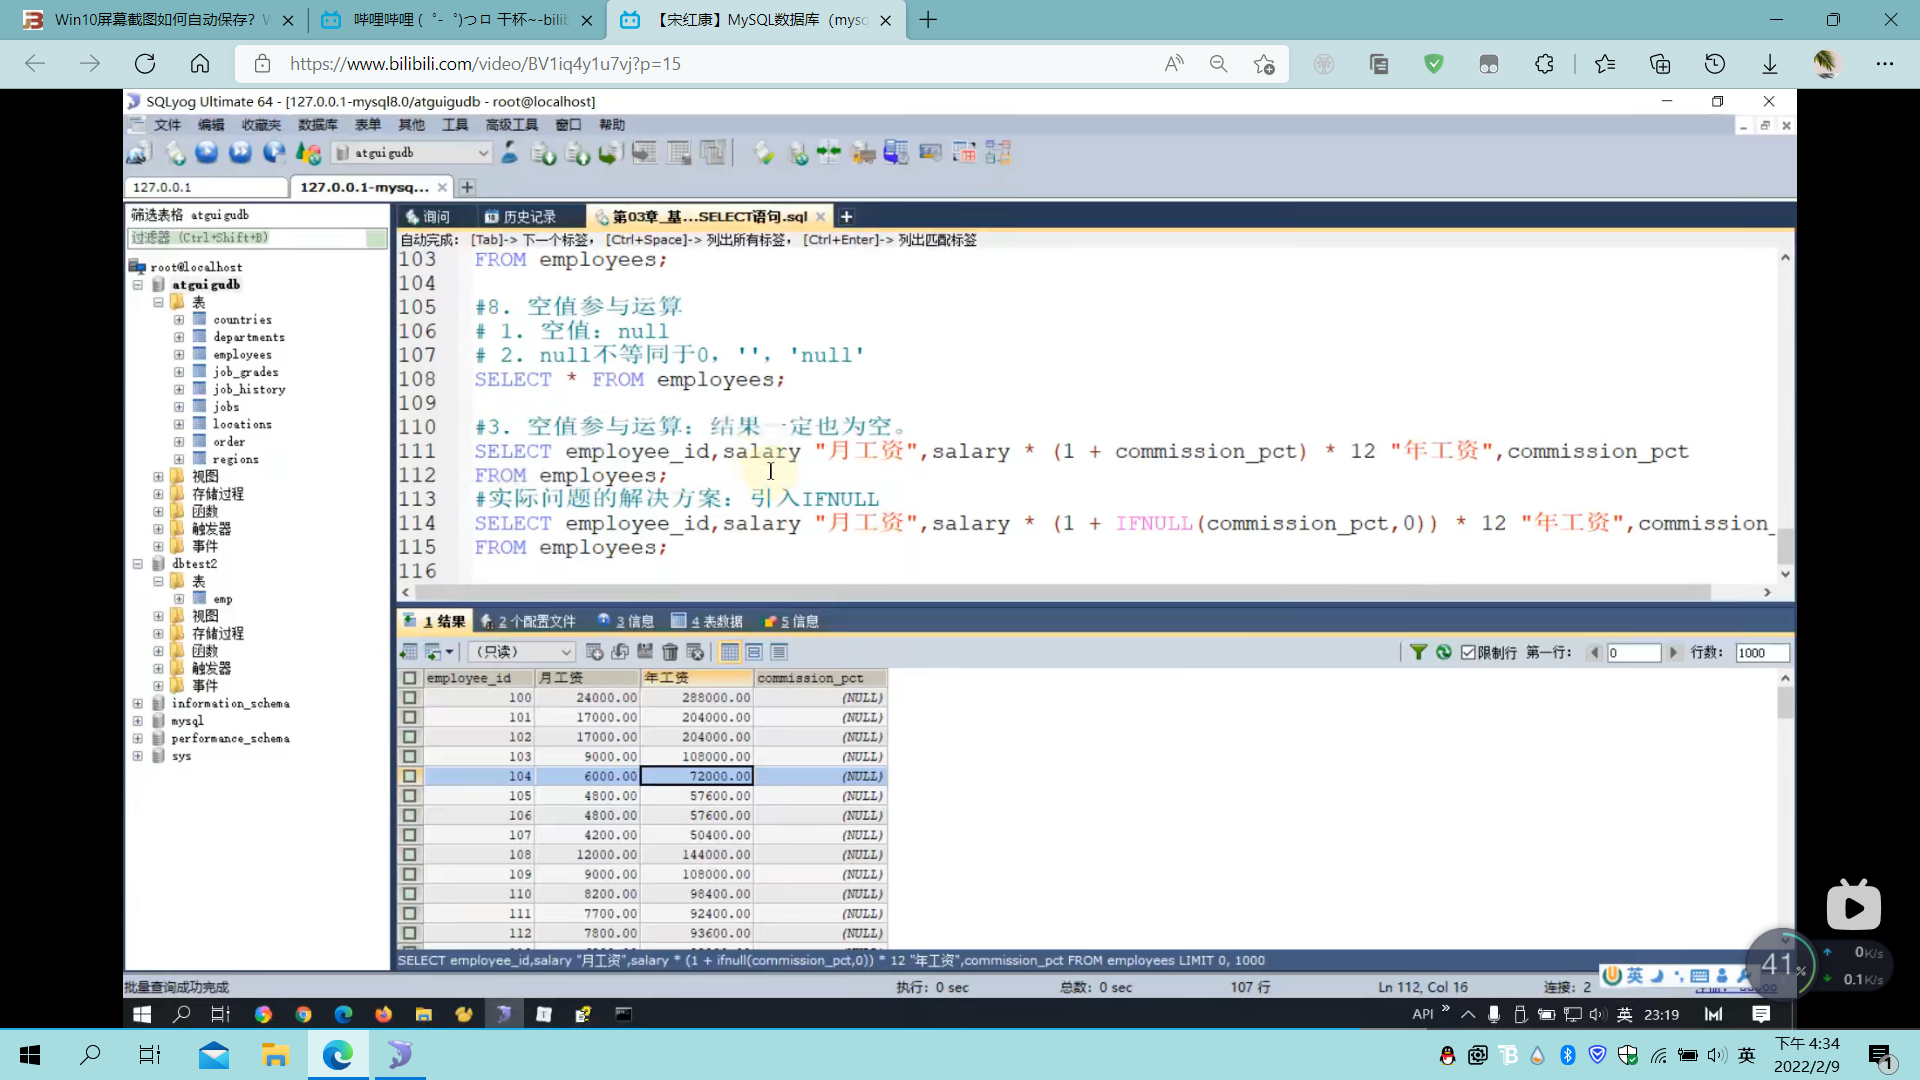 Win10屏幕截图如何自动保存？ W
哔哩哔哩 (゜-゜)つロ 干杯~-bilib
【宋红康】MySQL数据库（mysq
https://www.bilibili.com/video/BV1iq4y1u7vj?p=15
SQLyog Ultimate 64 - [127.0.0.1-mysql8.0/atguigudb - root@localhost]
文件 编辑 收藏夹 数据库 表单 其他 工具 高级工具 窗口 帮助
atguigudb
127.0.0.1
127.0.0.1-mysq...
筛选表格 atguigudb
过滤器 (Ctrl+Shift+B)
root@localhost
atguigudb
表
countries
departments
employees
job_grades
job_history
jobs
locations
order
regions
视图
存储过程
函数
触发器
事件
dbtest2
表
emp
视图
存储过程
函数
触发器
事件
information_schema
mysql
performance_schema
sys
询问 历史记录 第03章_基...SELECT语句.sql
自动完成: [Tab]-> 下一个标签, [Ctrl+Space]-> 列出所有标签, [Ctrl+Enter]-> 列出匹配标签
103 FROM employees;
104
105 #8. 空值参与运算
106 # 1. 空值：null
107 # 2. null不等同于0, '', 'null'
108 SELECT * FROM employees;
109
110 #3. 空值参与运算：结果一定也为空。
111 SELECT employee_id,salary "月工资",salary * (1 + commission_pct) * 12 "年工资",commission_pct
112 FROM employees;
113 #实际问题的解决方案：引入IFNULL
114 SELECT employee_id,salary "月工资",salary * (1 + IFNULL(commission_pct,0)) * 12 "年工资",commission_
115 FROM employees;
116
1 结果 2 个配置文件 3 信息 4 表数据 5 信息
(只读)
限制行 第一行: 0 行数: 1000
employee_id 月工资 年工资 commission_pct
100 24000.00 288000.00 (NULL)
101 17000.00 204000.00 (NULL)
102 17000.00 204000.00 (NULL)
103 9000.00 108000.00 (NULL)
104 6000.00 72000.00 (NULL)
105 4800.00 57600.00 (NULL)
106 4800.00 57600.00 (NULL)
107 4200.00 50400.00 (NULL)
108 12000.00 144000.00 (NULL)
109 9000.00 108000.00 (NULL)
110 8200.00 98400.00 (NULL)
111 7700.00 92400.00 (NULL)
112 7800.00 93600.00 (NULL)
SELECT employee_id,salary "月工资",salary * (1 + ifnull(commission_pct,0)) * 12 "年工资",commission_pct FROM employees LIMIT 0, 1000
批量查询成功完成
执行: 0 sec
总数: 0 sec
107 行
Ln 112, Col 16
连接: 2
英
41%
0K/s
0.1K/s
API
英
23:19
英
下午 4:34
2022/2/9
1